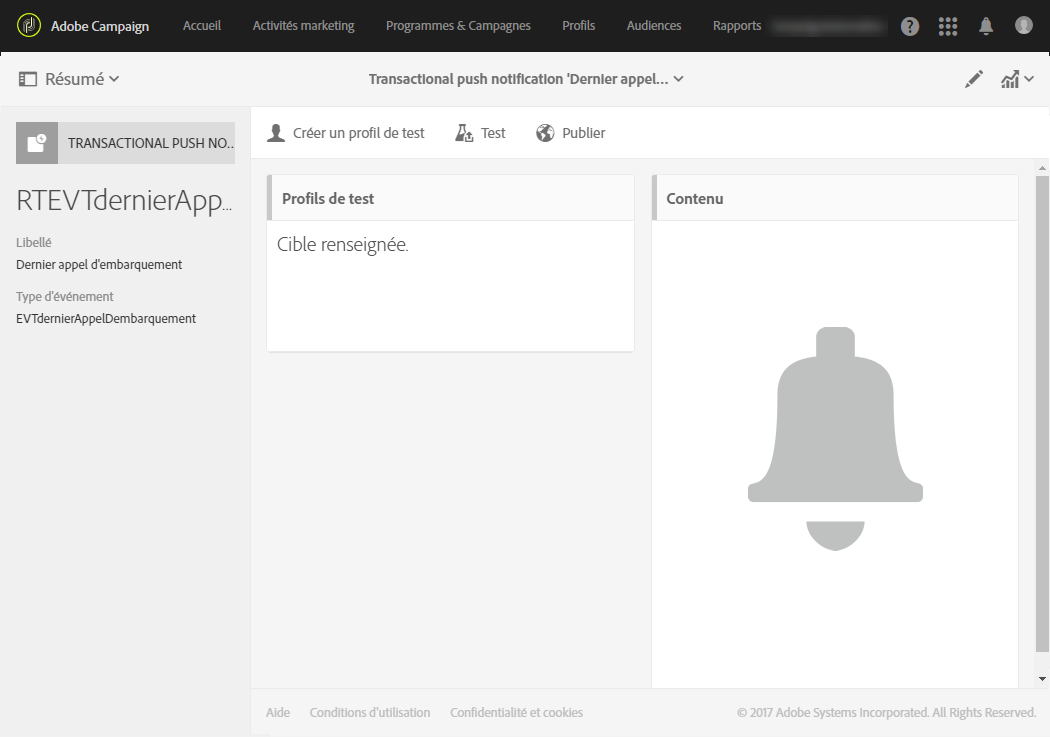 Adobe Campaign Accueil Activités marketing Programmes & Campagnes Profils Audiences Rapports
Résumé Transactional push notification 'Dernier appel...
Créer un profil de test Test Publier
TRANSACTIONAL PUSH NO...
RTEVTdernierApp...
Libellé
Dernier appel d'embarquement
Type d'événement
EVTdernierAppelDembarquement
Profils de test
Cible renseignée.
Contenu
Aide Conditions d'utilisation Confidentialité et cookies © 2017 Adobe Systems Incorporated. All Rights Reserved.